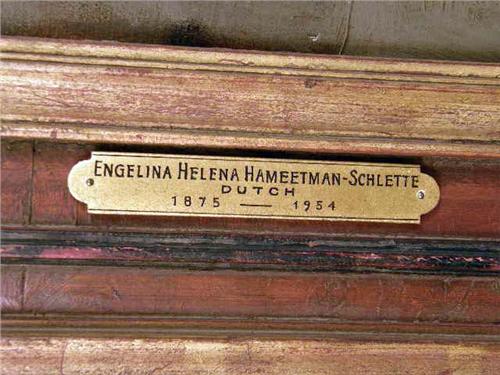 ENGELINA HELENA HAMEETMAN-SCHLETTE
DUTCH
1875 — 1954